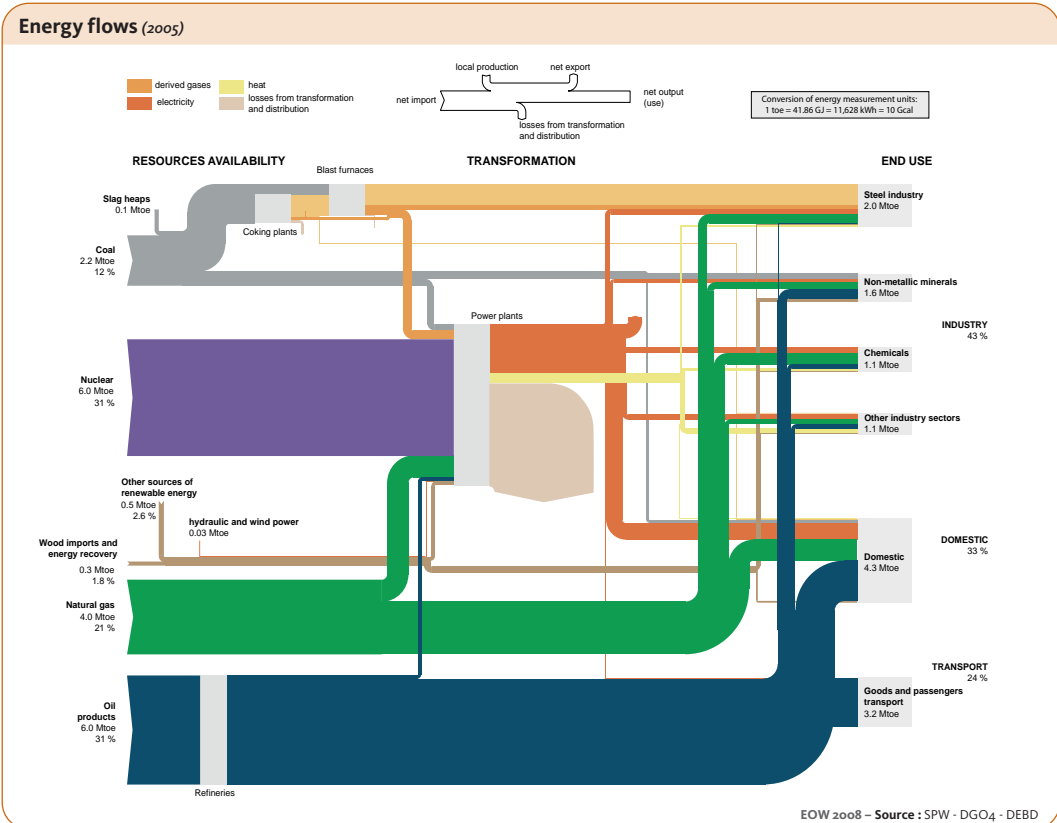 Energy flows (2005)
derived gases
heat
electricity
losses from transformation
and distribution
local production
net export
net import
net output
(use)
losses from transformation
and distribution
Conversion of energy measurement units:
1 toe = 41.86 GJ = 11,628 kWh = 10 Gcal
RESOURCES AVAILABILITY
TRANSFORMATION
END USE
Blast furnaces
Slag heaps
0.1 Mtoe
Coking plants
Coal
2.2 Mtoe
12 %
Steel industry
2.0 Mtoe
Non-metallic minerals
1.6 Mtoe
Power plants
INDUSTRY
43 %
Chemicals
1.1 Mtoe
Nuclear
6.0 Mtoe
31 %
Other industry sectors
1.1 Mtoe
Other sources of
renewable energy
0.5 Mtoe
2.6 %
hydraulic and wind power
0.03 Mtoe
Wood imports and
energy recovery
0.3 Mtoe
1.8 %
DOMESTIC
33 %
Domestic
4.3 Mtoe
Natural gas
4.0 Mtoe
21 %
TRANSPORT
24 %
Goods and passengers
transport
3.2 Mtoe
Oil
products
6.0 Mtoe
31 %
Refineries
EOW 2008 – Source : SPW - DGO4 - DEBD